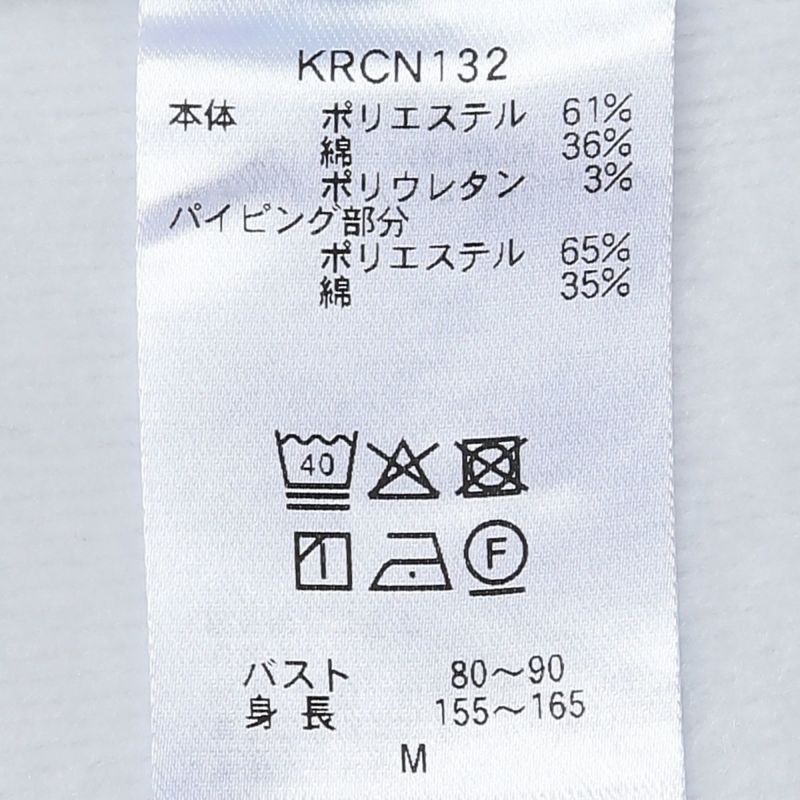 KRCN132
本体 ポリエステル 61%
綿 36%
ポリウレタン 3%
パイピング部分
ポリエステル 65%
綿 35%
40
F
バスト 80〜90
身長 155〜165
M